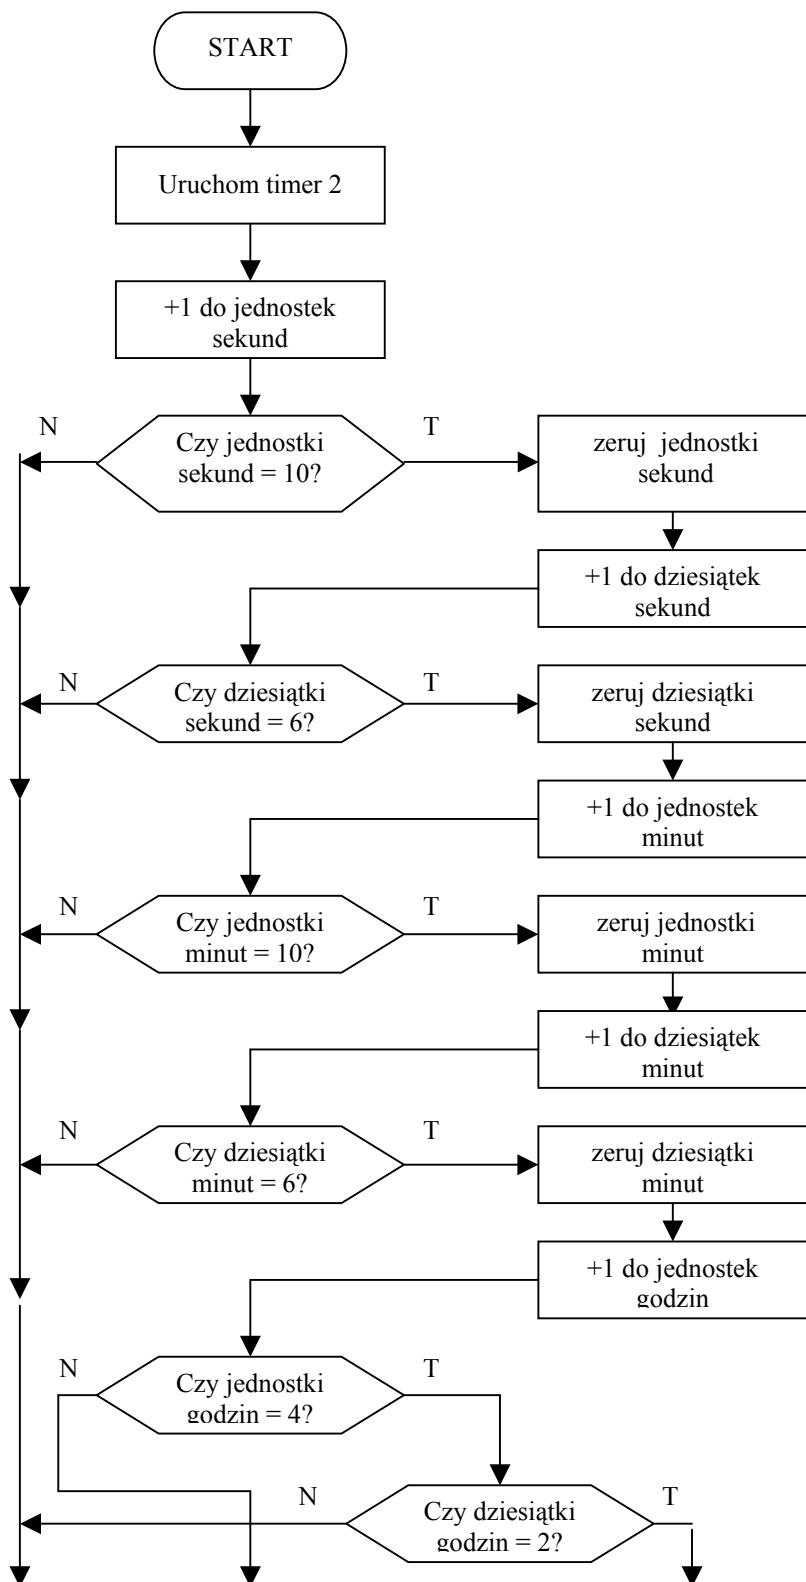 START
Uruchom timer 2
+1 do jednostek
sekund
N
Czy jednostki
sekund = 10?
T
zeruj jednostki
sekund
+1 do dziesiątek
sekund
N
Czy dziesiątki
sekund = 6?
T
zeruj dziesiątki
sekund
+1 do jednostek
minut
N
Czy jednostki
minut = 10?
T
zeruj jednostki
minut
+1 do dziesiątek
minut
N
Czy dziesiątki
minut = 6?
T
zeruj dziesiątki
minut
+1 do jednostek
godzin
N
Czy jednostki
godzin = 4?
T
N
Czy dziesiątki
godzin = 2?
T